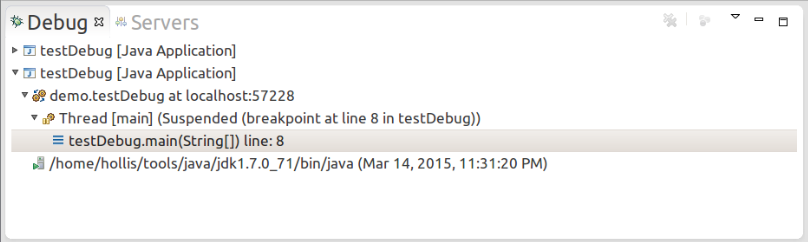 Debug Servers
testDebug [Java Application]
testDebug [Java Application]
demo.testDebug at localhost:57228
Thread [main] (Suspended (breakpoint at line 8 in testDebug))
testDebug.main(String[]) line: 8
/home/hollis/tools/java/jdk1.7.0_71/bin/java (Mar 14, 2015, 11:31:20 PM)